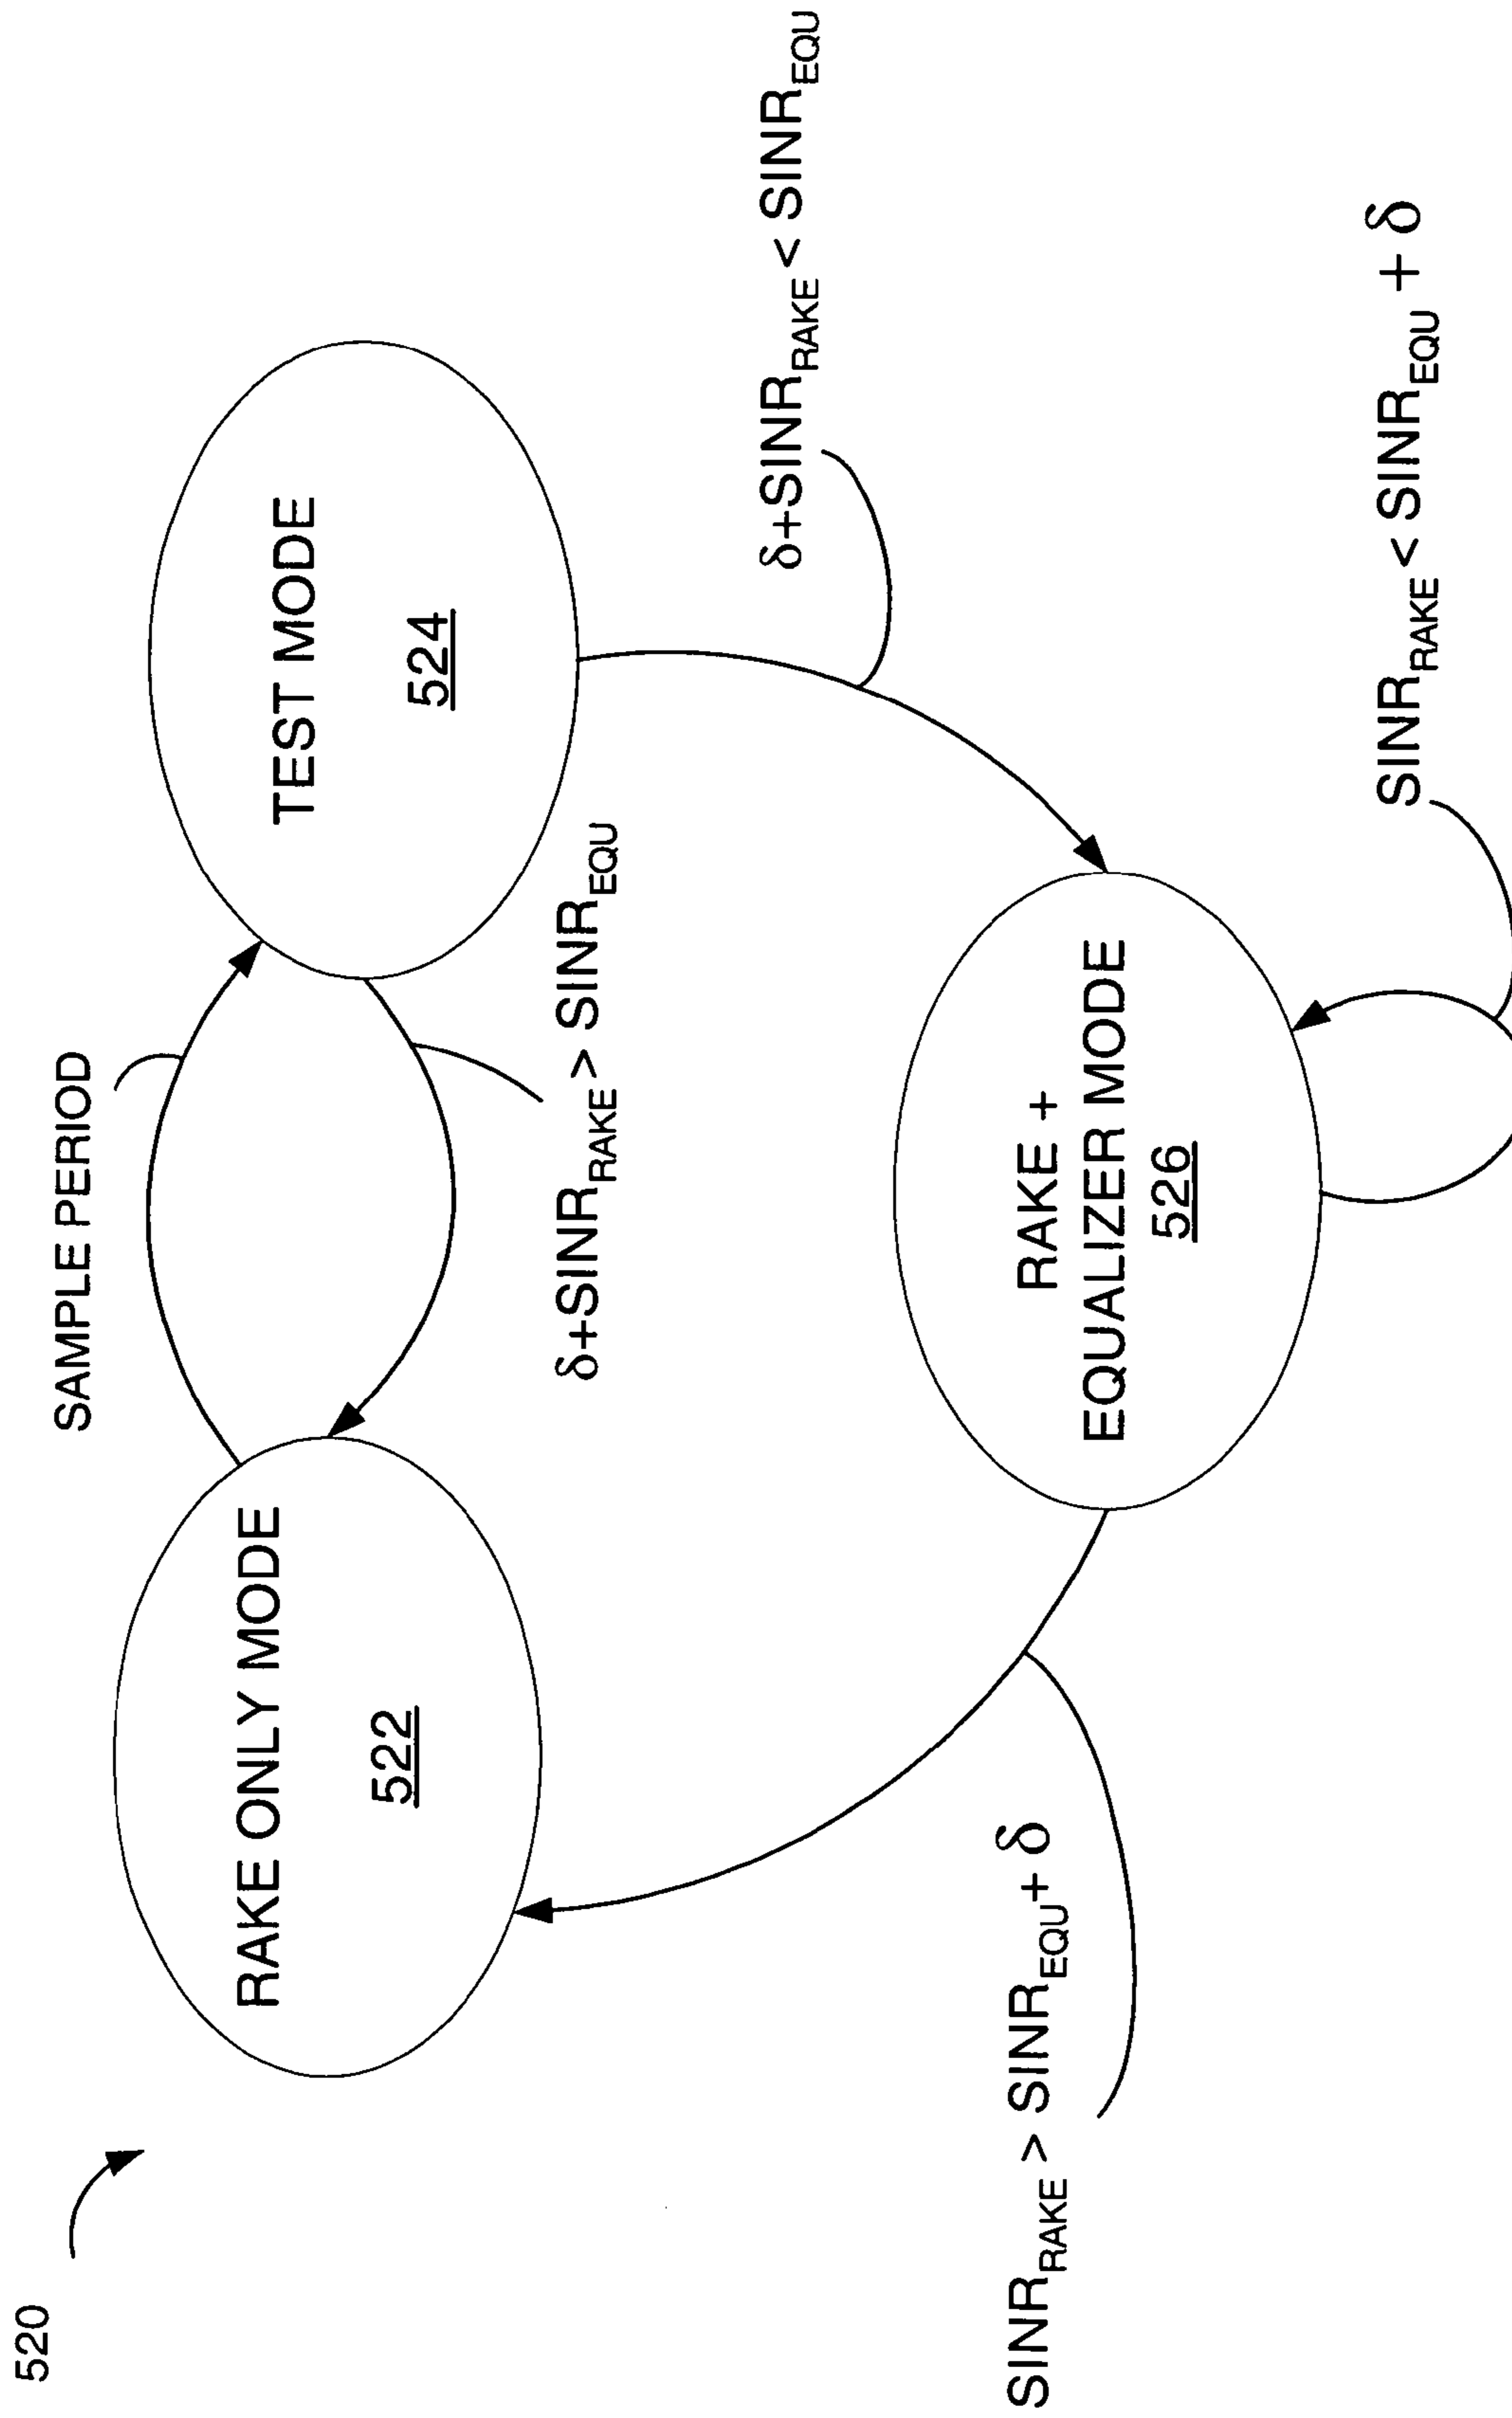 520
SAMPLE PERIOD
RAKE ONLY MODE
522
TEST MODE
524
δ+SINR_RAKE > SINR_EQU
δ+SINR_RAKE < SINR_EQU
RAKE +
EQUALIZER MODE
526
SINR_RAKE > SINR_EQU + δ
SINR_RAKE < SINR_EQU + δ